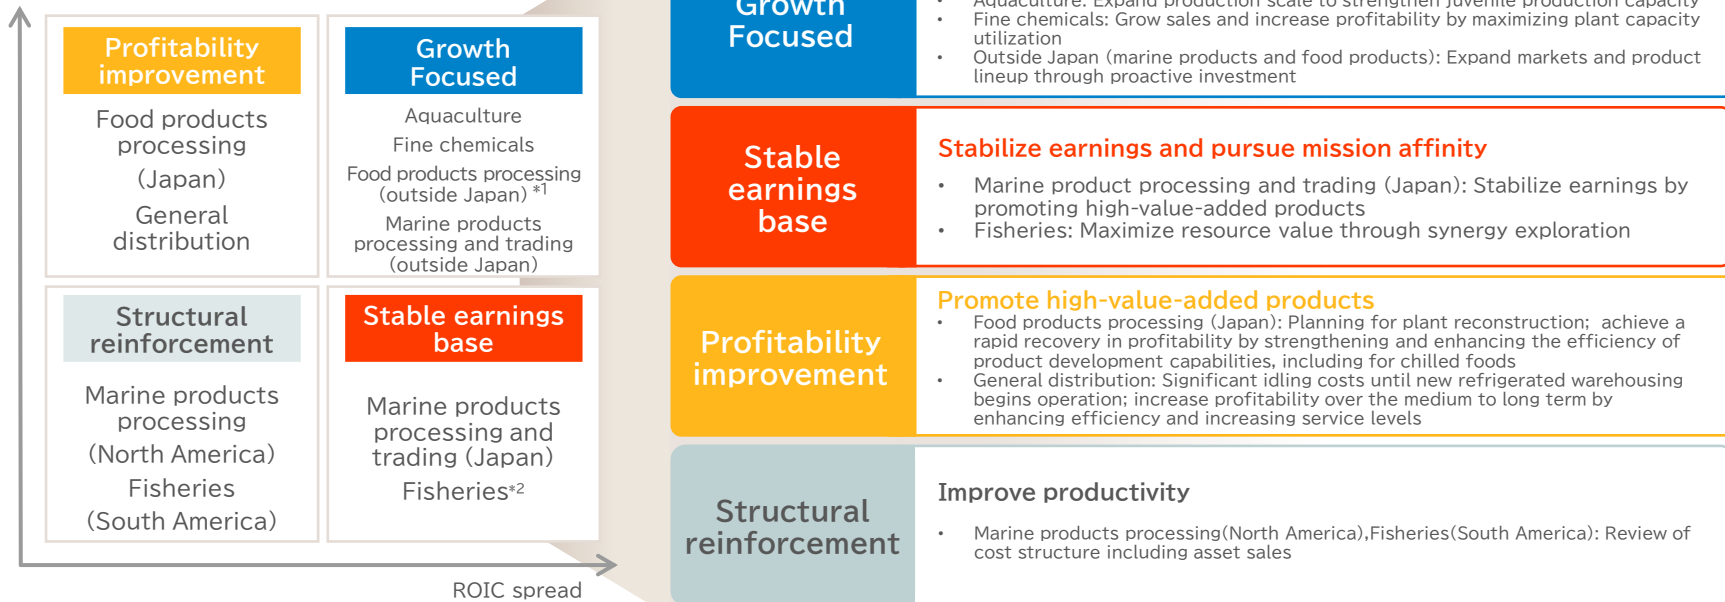 Profitability
improvement
Food products
processing
(Japan)
General
distribution
Growth
Focused
Aquaculture
Fine chemicals
Food products processing
(outside Japan) *1
Marine products
processing and trading
(outside Japan)
Structural
reinforcement
Marine products
processing
(North America)
Fisheries
(South America)
Stable earnings
base
Marine products
processing and
trading (Japan)
Fisheries*2
ROIC spread
Growth
Focused
• Aquaculture: Expand production scale to strengthen juvenile production capacity
• Fine chemicals: Grow sales and increase profitability by maximizing plant capacity
utilization
• Outside Japan (marine products and food products): Expand markets and product
lineup through proactive investment
Stable
earnings
base
Stabilize earnings and pursue mission affinity
• Marine product processing and trading (Japan): Stabilize earnings by
promoting high-value-added products
• Fisheries: Maximize resource value through synergy exploration
Profitability
improvement
Promote high-value-added products
• Food products processing (Japan): Planning for plant reconstruction; achieve a
rapid recovery in profitability by strengthening and enhancing the efficiency of
product development capabilities, including for chilled foods
• General distribution: Significant idling costs until new refrigerated warehousing
begins operation; increase profitability over the medium to long term by
enhancing efficiency and increasing service levels
Structural
reinforcement
Improve productivity
• Marine products processing(North America),Fisheries(South America): Review of
cost structure including asset sales